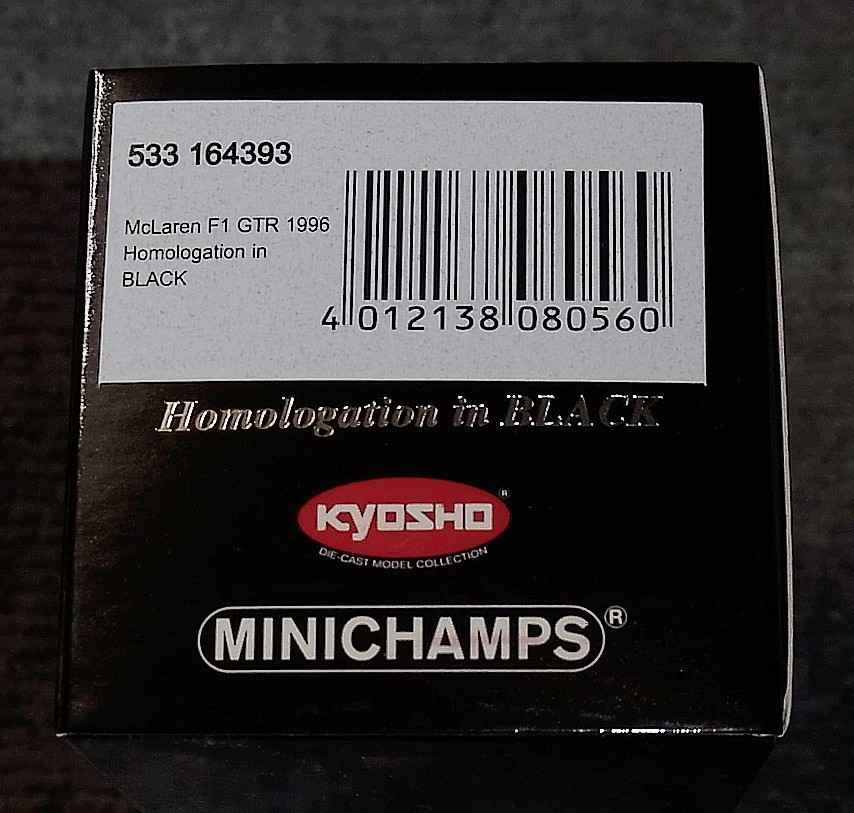 533 164393
McLaren F1 GTR 1996
Homologation in
BLACK
4 012138 080560
Homologation in BLACK
KYOSHO®
DIE-CAST MODEL COLLECTION
MINICHAMPS®